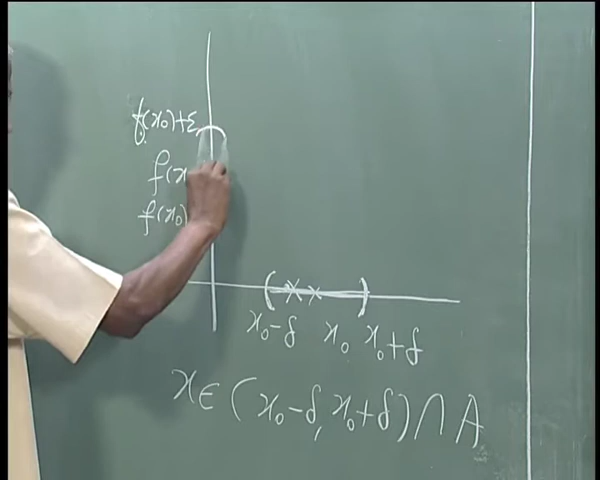 f(x₀)+ε
f(x
f(x₀)
( × × )
x₀-δ x₀ x₀+δ
x∈(x₀-δ, x₀+δ)∩A